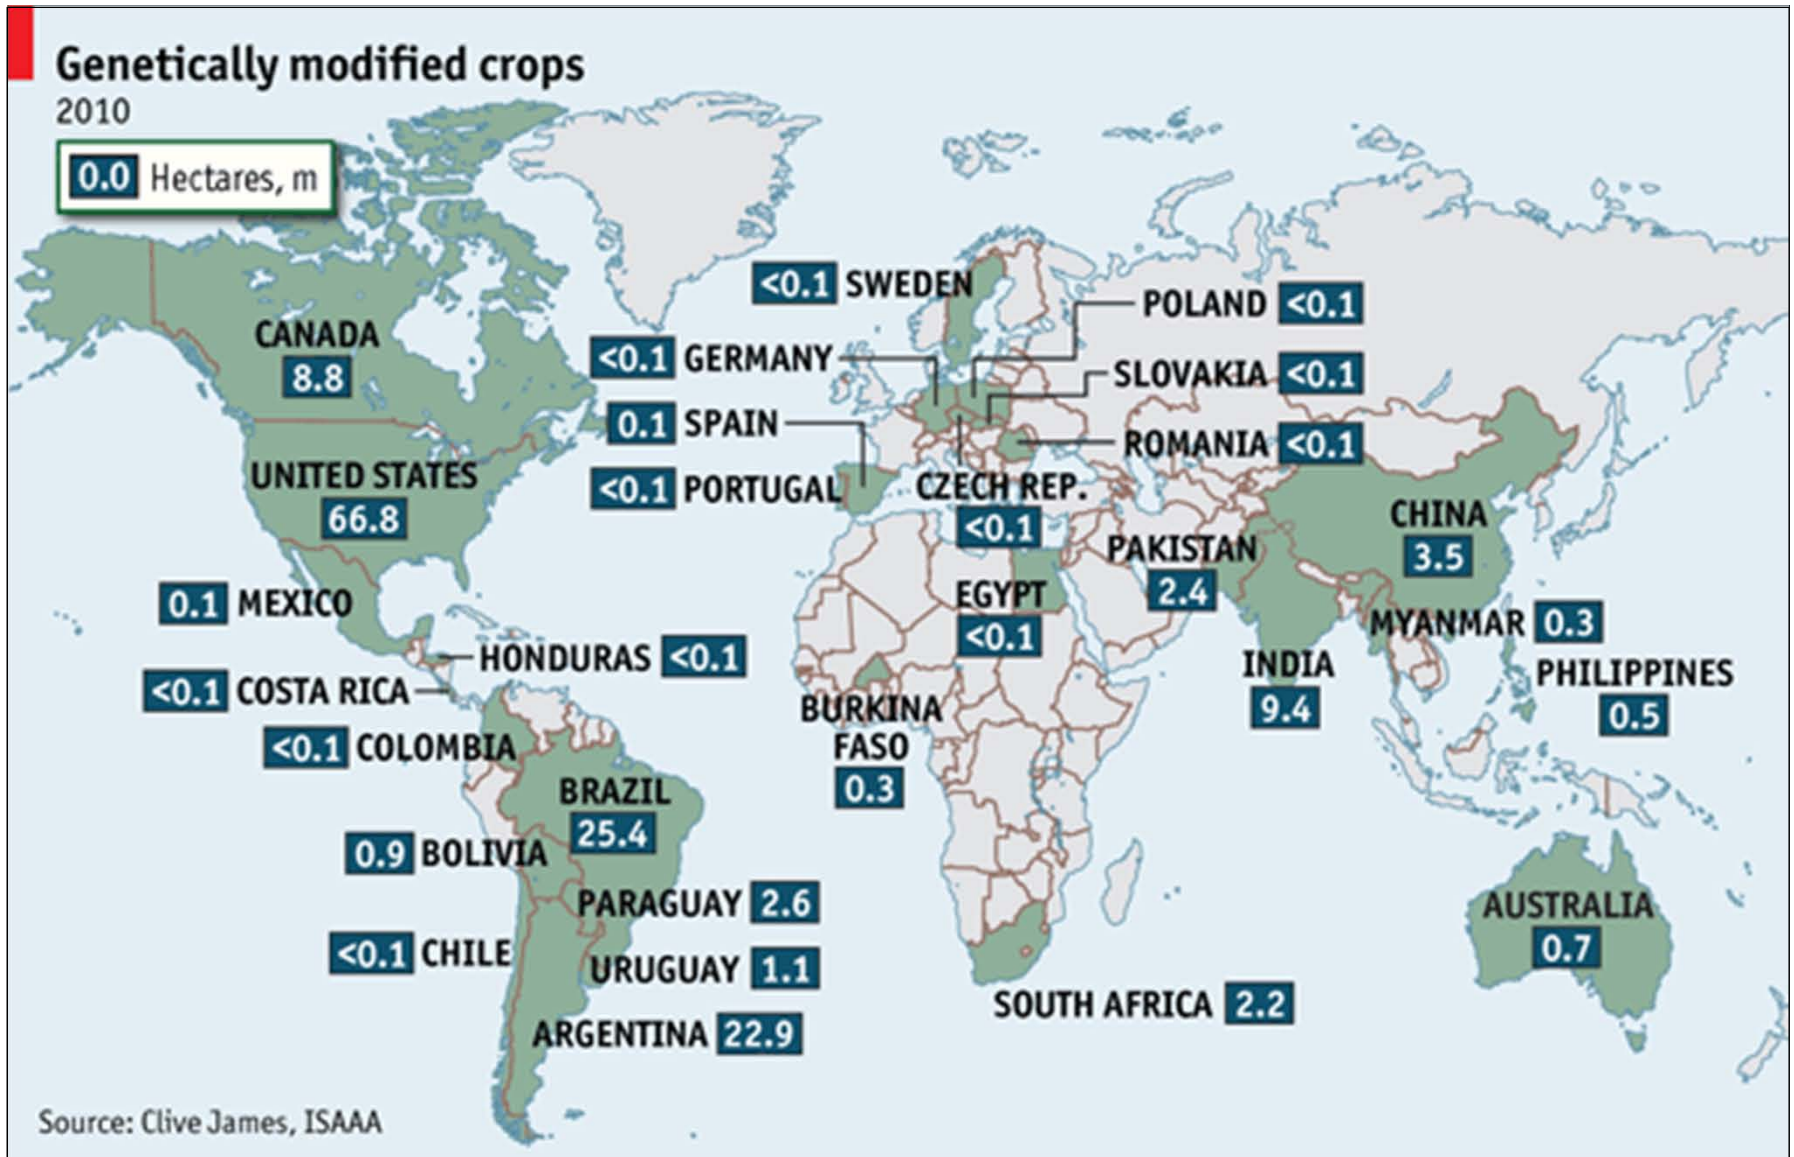 Genetically modified crops
2010
0.0 Hectares, m
CANADA
8.8
UNITED STATES
66.8
0.1 MEXICO
HONDURAS <0.1
<0.1 COSTA RICA
<0.1 COLOMBIA
BRAZIL
25.4
0.9 BOLIVIA
PARAGUAY 2.6
<0.1 CHILE
URUGUAY 1.1
ARGENTINA 22.9
<0.1 SWEDEN
<0.1 GERMANY
0.1 SPAIN
<0.1 PORTUGAL
POLAND <0.1
SLOVAKIA <0.1
ROMANIA <0.1
CZECH REP.
<0.1
EGYPT
<0.1
BURKINA
FASO
0.3
SOUTH AFRICA 2.2
PAKISTAN
2.4
INDIA
9.4
CHINA
3.5
MYANMAR 0.3
PHILIPPINES
0.5
AUSTRALIA
0.7
Source: Clive James, ISAAA